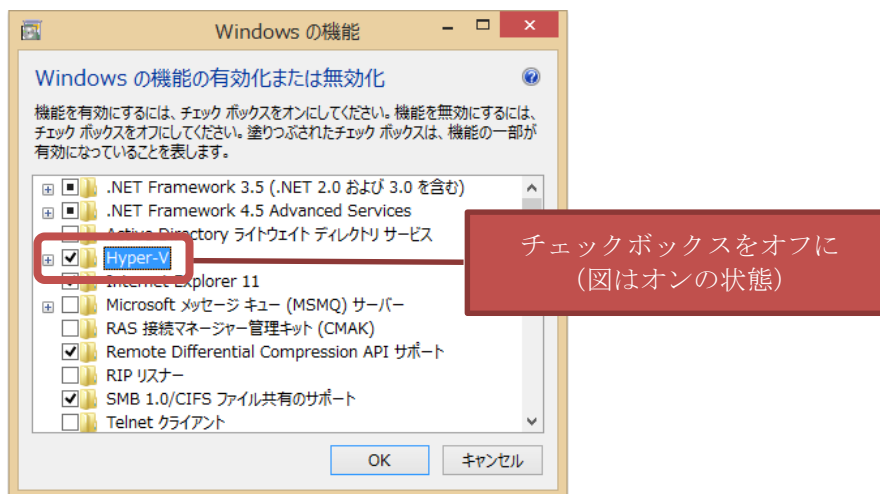 Windows の機能
Windows の機能の有効化または無効化
機能を有効にするには、チェック ボックスをオンにしてください。機能を無効にするには、
チェック ボックスをオフにしてください。塗りつぶされたチェック ボックスは、機能の一部が
有効になっていることを表します。
.NET Framework 3.5 (.NET 2.0 および 3.0 を含む)
.NET Framework 4.5 Advanced Services
Active Directory ライトウェイト ディレクトリ サービス
Hyper-V
Internet Explorer 11
Microsoft メッセージ キュー (MSMQ) サーバー
RAS 接続マネージャー管理キット (CMAK)
Remote Differential Compression API サポート
RIP リスナー
SMB 1.0/CIFS ファイル共有のサポート
Telnet クライアント
OK キャンセル
チェックボックスをオフに
（図はオンの状態）